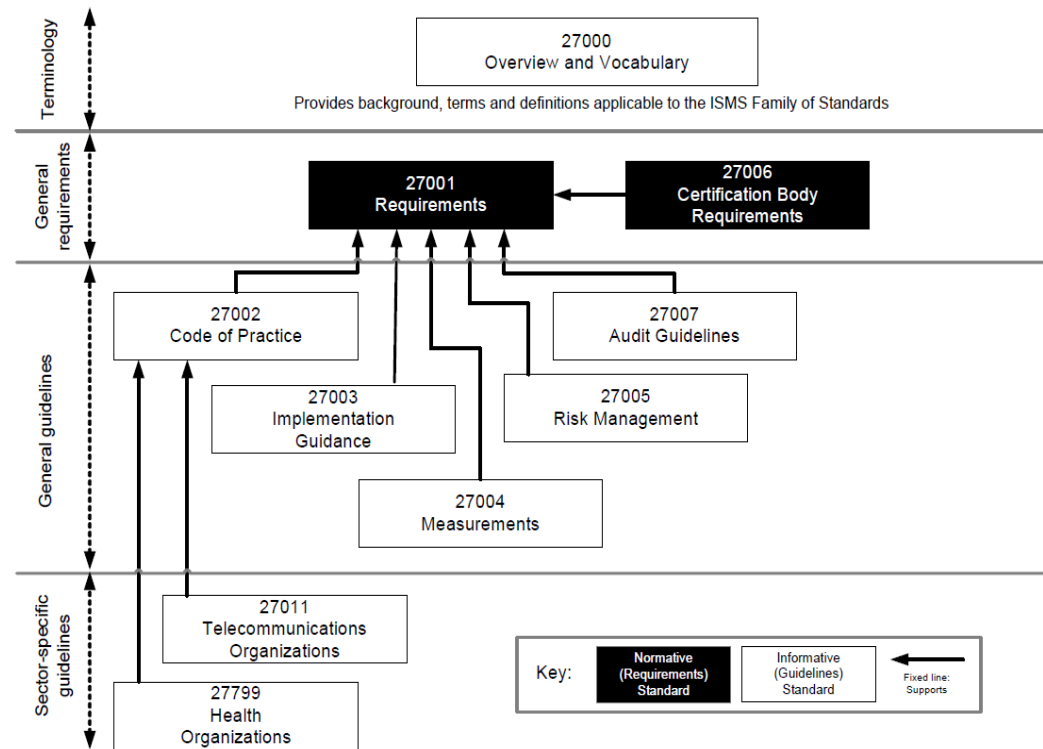 Terminology
27000
Overview and Vocabulary
Provides background, terms and definitions applicable to the ISMS Family of Standards
General
requirements
27001
Requirements
27006
Certification Body
Requirements
General guidelines
27002
Code of Practice
27007
Audit Guidelines
27003
Implementation
Guidance
27005
Risk Management
27004
Measurements
Sector-specific
guidelines
27011
Telecommunications
Organizations
27799
Health
Organizations
Key:
Normative
(Requirements)
Standard
Informative
(Guidelines)
Standard
Fixed line:
Supports